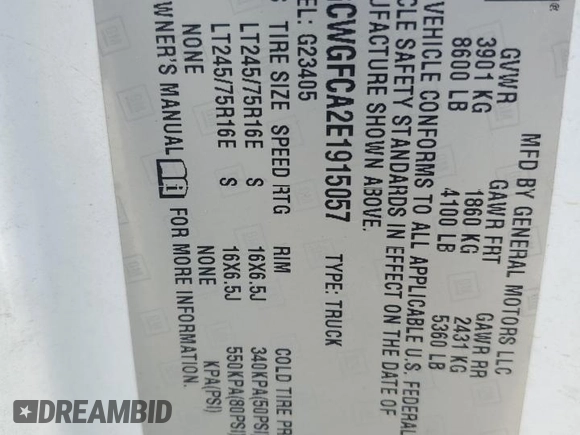 MFD BY GENERAL MOTORS LLC
GVWR GAWR FRT GAWR RR
3901 KG 1860 KG 2431 KG
8600 LB 4100 LB 5360 LB
VEHICLE CONFORMS TO ALL APPLICABLE U.S. FEDERAL
CLE SAFETY STANDARDS IN EFFECT ON THE DATE OF
UFACTURE SHOWN ABOVE.
CWGFCA2E1915057 TYPE: TRUCK
EL: G23405
TIRE SIZE SPEED RTG RIM COLD TIRE PR
LT245/75R16E S 16X6.5J 340KPA(50PSI
LT245/75R16E S 16X6.5J 550KPA(80PSI)
NONE NONE KPA(PSI)
WNER'S MANUAL FOR MORE INFORMATION.
GM
DREAMBID